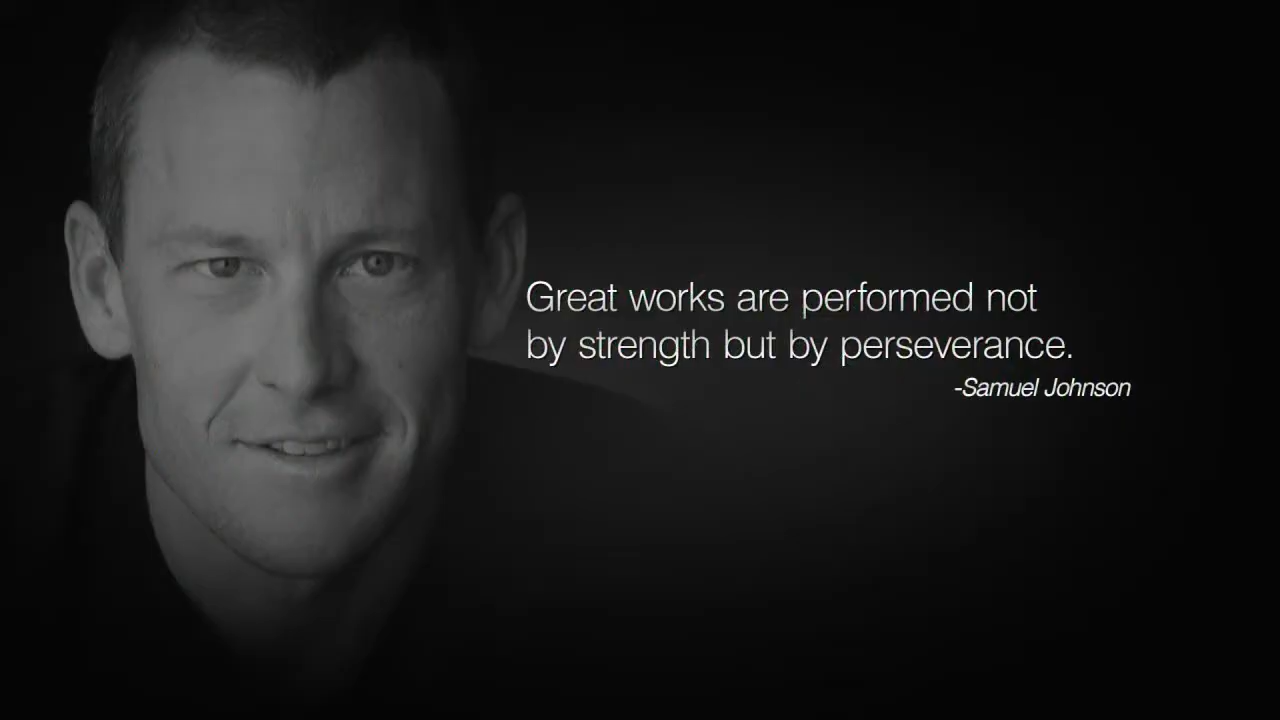 Great works are performed not
by strength but by perseverance.
-Samuel Johnson